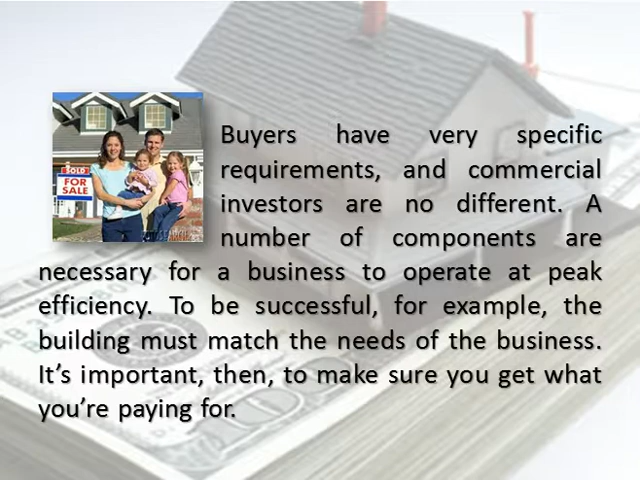 SOLD
FOR
SALE
Buyers have very specific
requirements, and commercial
investors are no different. A
number of components are
necessary for a business to operate at peak
efficiency. To be successful, for example, the
building must match the needs of the business.
It’s important, then, to make sure you get what
you’re paying for.